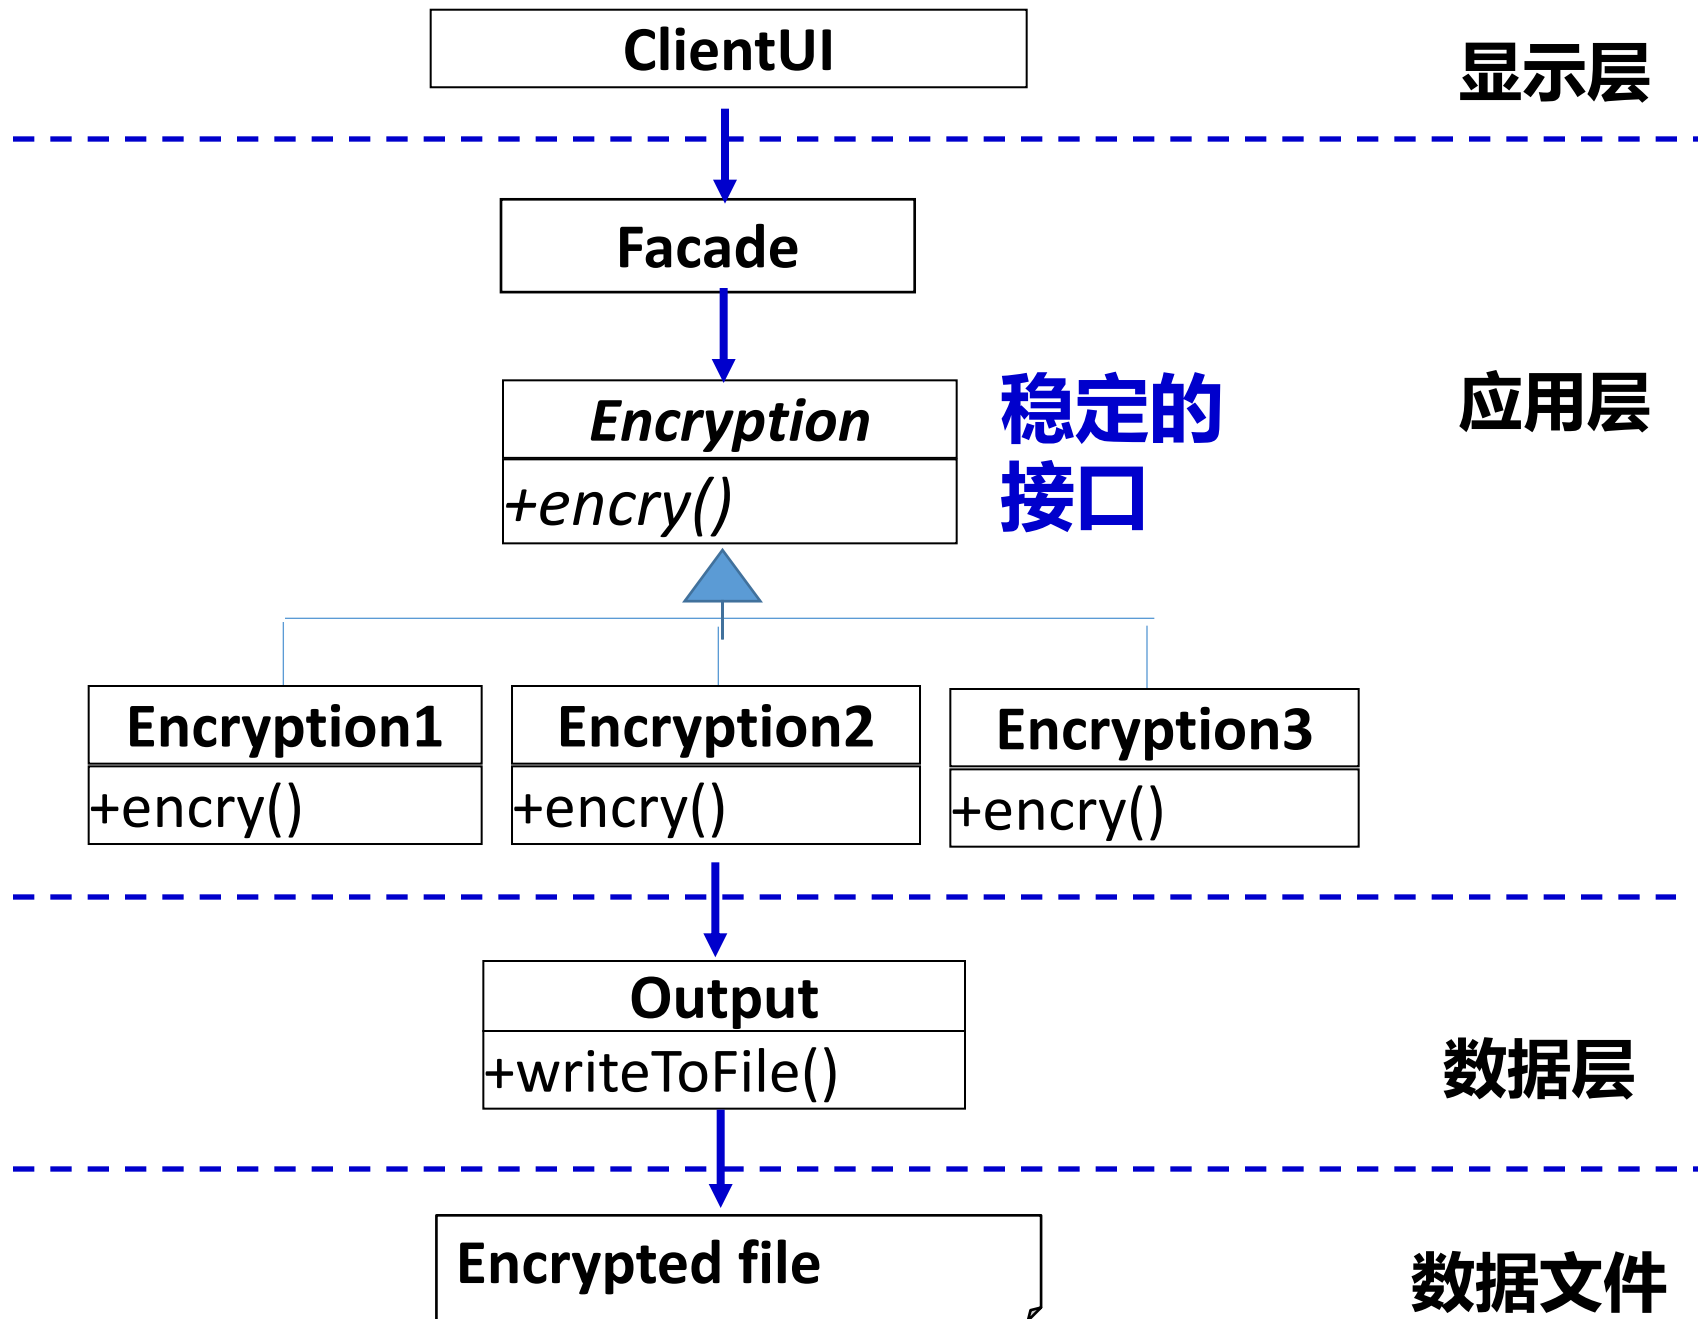 ClientUI
显示层
Facade
Encryption
+encry()
稳定的
接口
应用层
Encryption1
+encry()
Encryption2
+encry()
Encryption3
+encry()
Output
+writeToFile()
数据层
Encrypted file
数据文件